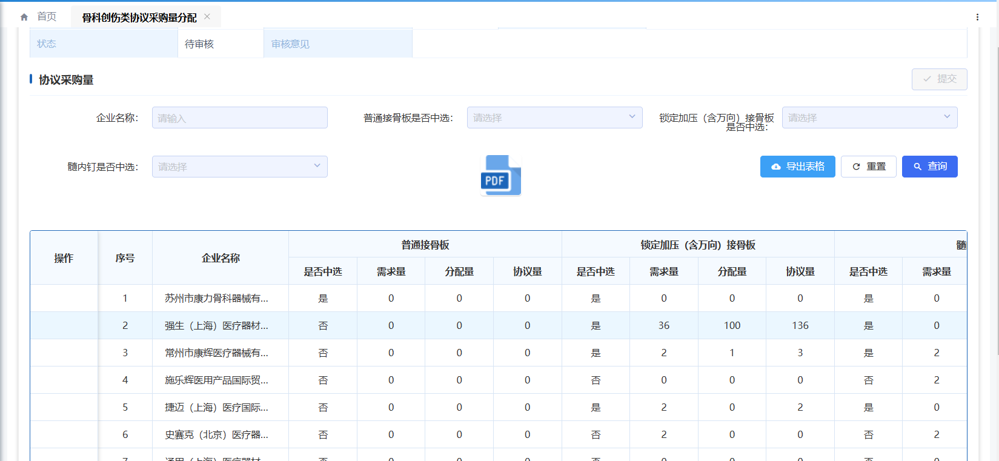 首页 骨科创伤类协议采购量分配
状态 待审核 审核意见
协议采购量 提交
企业名称： 请输入 普通接骨板是否中选： 请选择 锁定加压（含万向）接骨板是否中选： 请选择
髓内钉是否中选： 请选择 PDF 导出表格 重置 查询
操作 序号 企业名称 普通接骨板 锁定加压（含万向）接骨板 髓
是否中选 需求量 分配量 协议量 是否中选 需求量 分配量 协议量 是否中选 需求量
1 苏州市康力骨科器械有... 是 0 0 0 是 0 0 0 是 0
2 强生（上海）医疗器材... 否 0 0 0 是 36 100 136 是 0
3 常州市康辉医疗器械有... 否 0 0 0 是 2 1 3 是 2
4 施乐辉医用产品国际贸... 否 0 0 0 否 0 0 0 否 2
5 捷迈（上海）医疗国际... 否 0 0 0 是 2 0 2 是 0
6 史赛克（北京）医疗器... 否 0 0 0 否 2 0 0 否 2